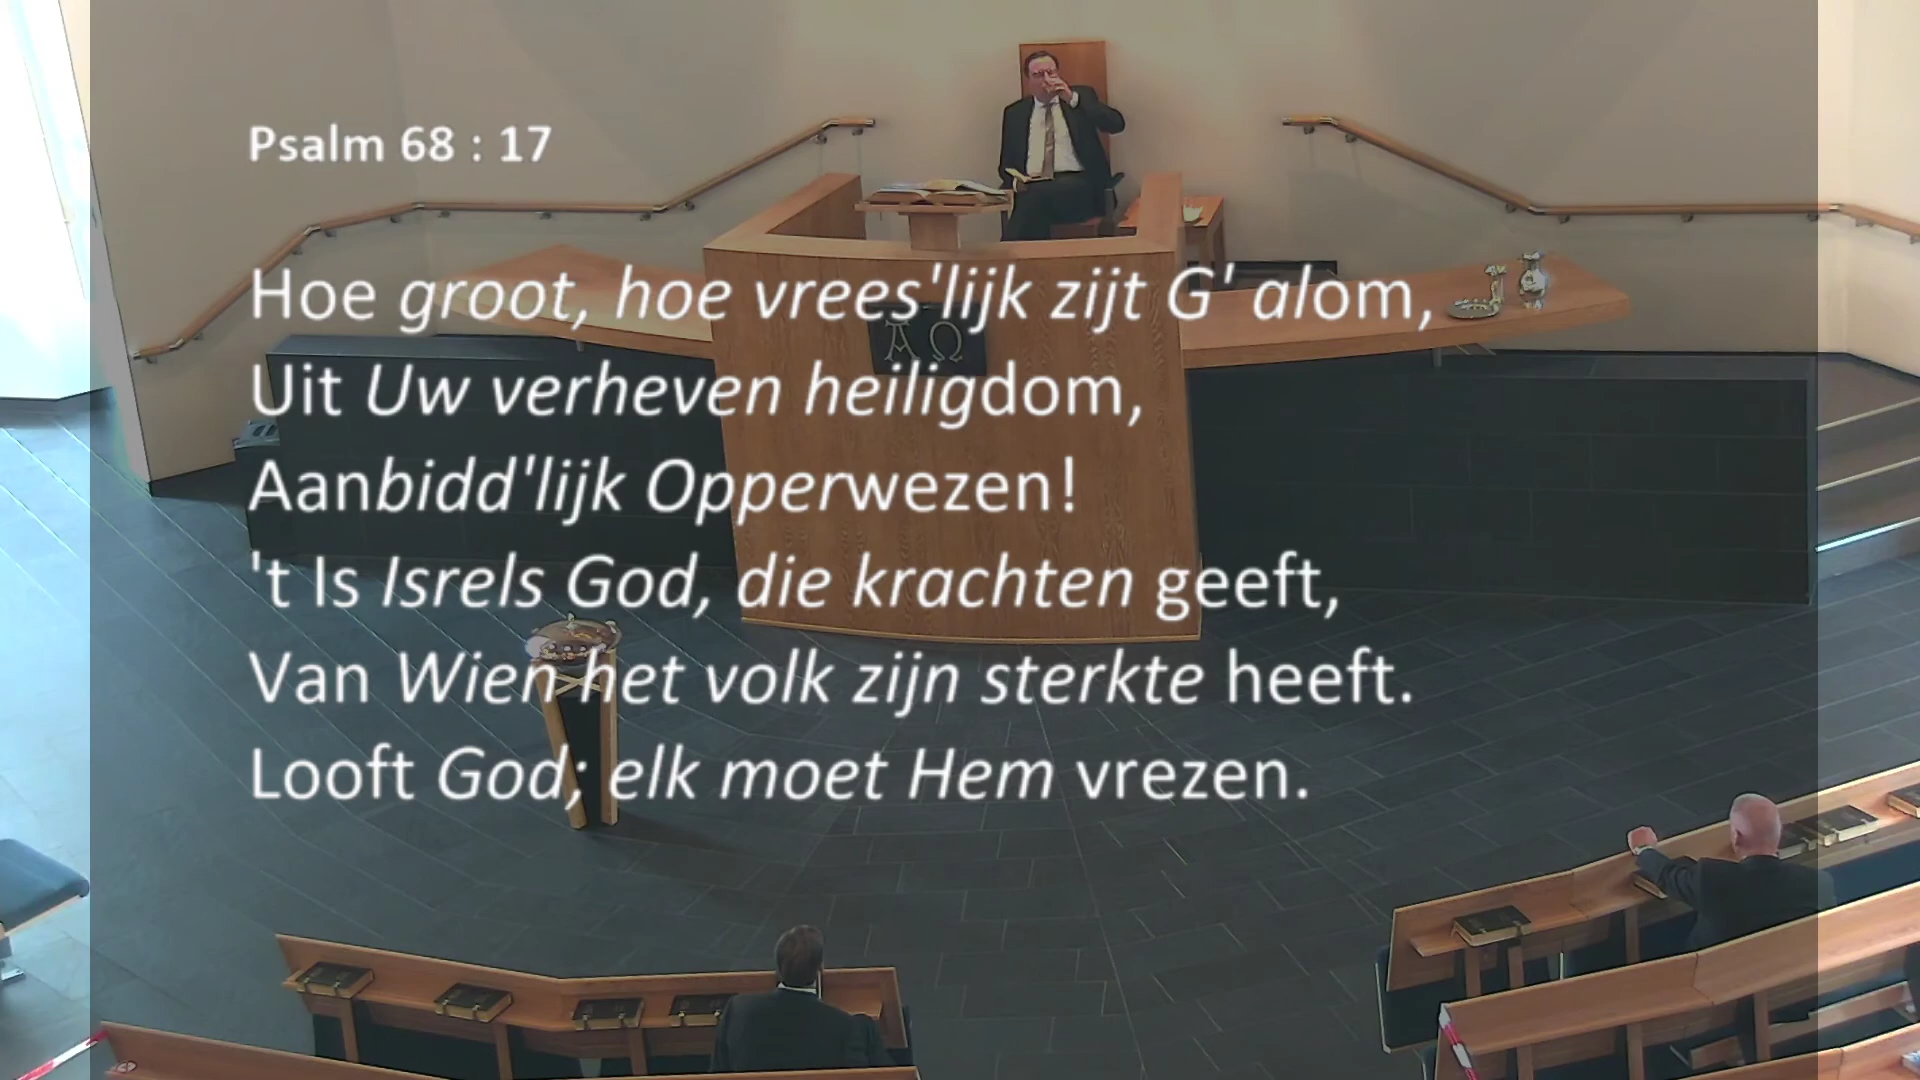 Psalm 68 : 17
Hoe groot, hoe vrees'lijk zijt G' alom,
ΑΩ
Uit Uw verheven heiligdom,
Aanbidd'lijk Opperwezen!
't Is Isrels God, die krachten geeft,
Van Wien het volk zijn sterkte heeft.
Looft God; elk moet Hem vrezen.